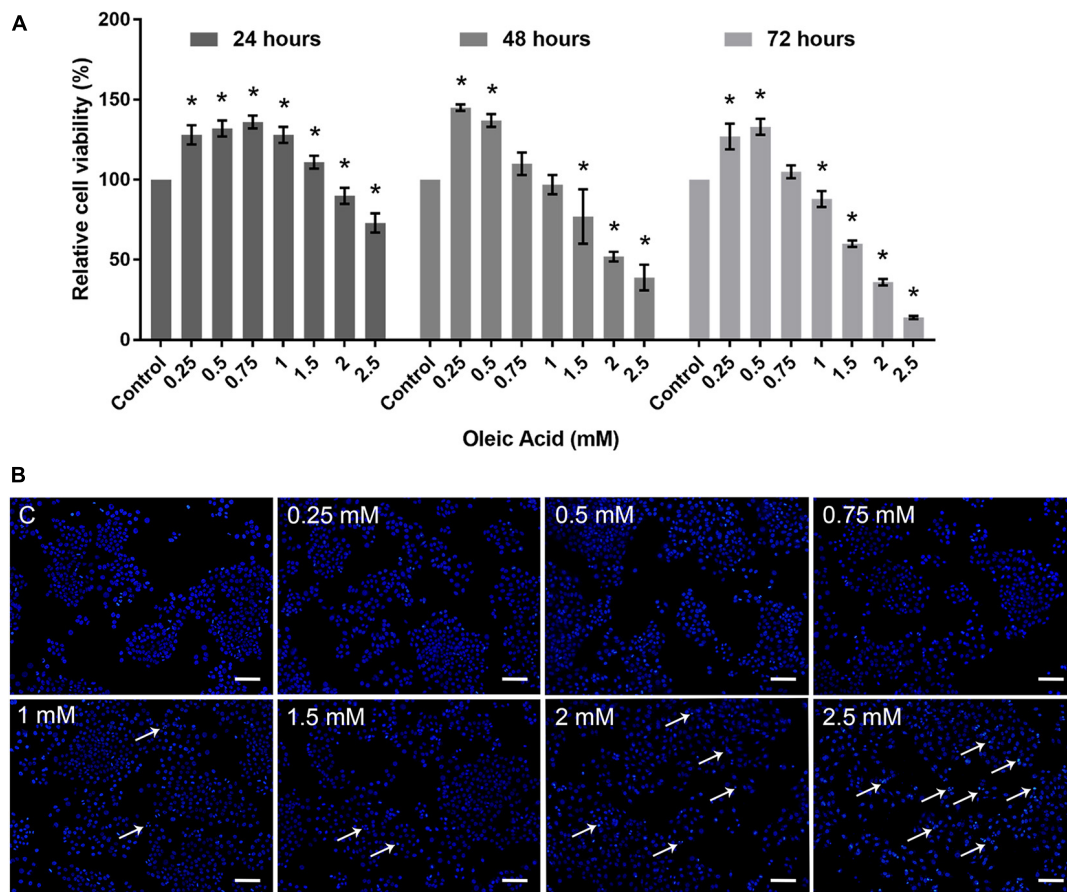 A
200
24 hours
48 hours
72 hours
150
100
50
0
Relative cell viability (%)
* * * * * * *
* * * * *
* * * * * *
Control 0.25 0.5 0.75 1 1.5 2 2.5
Control 0.25 0.5 0.75 1 1.5 2 2.5
Control 0.25 0.5 0.75 1 1.5 2 2.5
Oleic Acid (mM)
B
C
0.25 mM
0.5 mM
0.75 mM
1 mM
1.5 mM
2 mM
2.5 mM